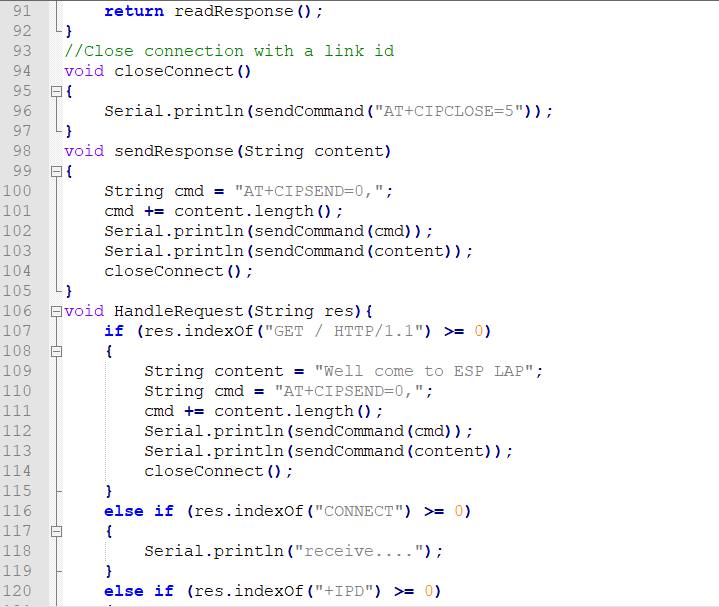 91 return readResponse();
92 }
93 //Close connection with a link id
94 void closeConnect()
95 {
96 Serial.println(sendCommand("AT+CIPCLOSE=5"));
97 }
98 void sendResponse(String content)
99 {
100 String cmd = "AT+CIPSEND=0,";
101 cmd += content.length();
102 Serial.println(sendCommand(cmd));
103 Serial.println(sendCommand(content));
104 closeConnect();
105 }
106 void HandleRequest(String res){
107 if (res.indexOf("GET / HTTP/1.1") >= 0)
108 {
109 String content = "Well come to ESP LAP";
110 String cmd = "AT+CIPSEND=0,";
111 cmd += content.length();
112 Serial.println(sendCommand(cmd));
113 Serial.println(sendCommand(content));
114 closeConnect();
115 }
116 else if (res.indexOf("CONNECT") >= 0)
117 {
118 Serial.println("receive....");
119 }
120 else if (res.indexOf("+IPD") >= 0)